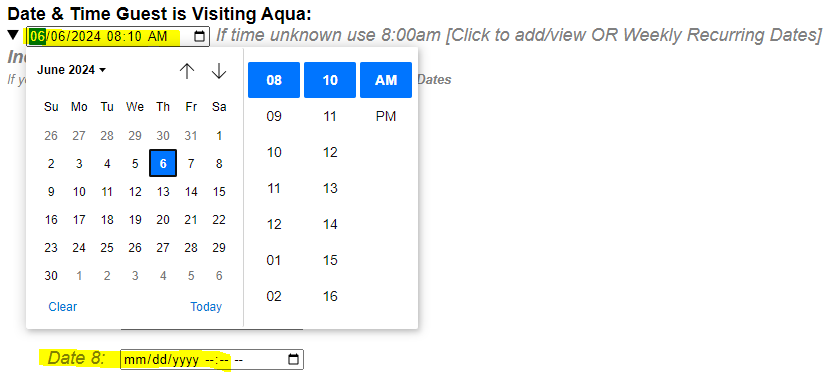 Date & Time Guest is Visiting Aqua:
▼ 06/06/2024 08:10 AM If time unknown use 8:00am [Click to add/view OR Weekly Recurring Dates]
June 2024
Su Mo Tu We Th Fr Sa
26 27 28 29 30 31 1
2 3 4 5 6 7 8
9 10 11 12 13 14 15
16 17 18 19 20 21 22
23 24 25 26 27 28 29
30 1 2 3 4 5 6
Clear Today
08 10 AM
09 11 PM
10 12
11 13
12 14
01 15
02 16
Dates
Date 8: mm/dd/yyyy --:-- --